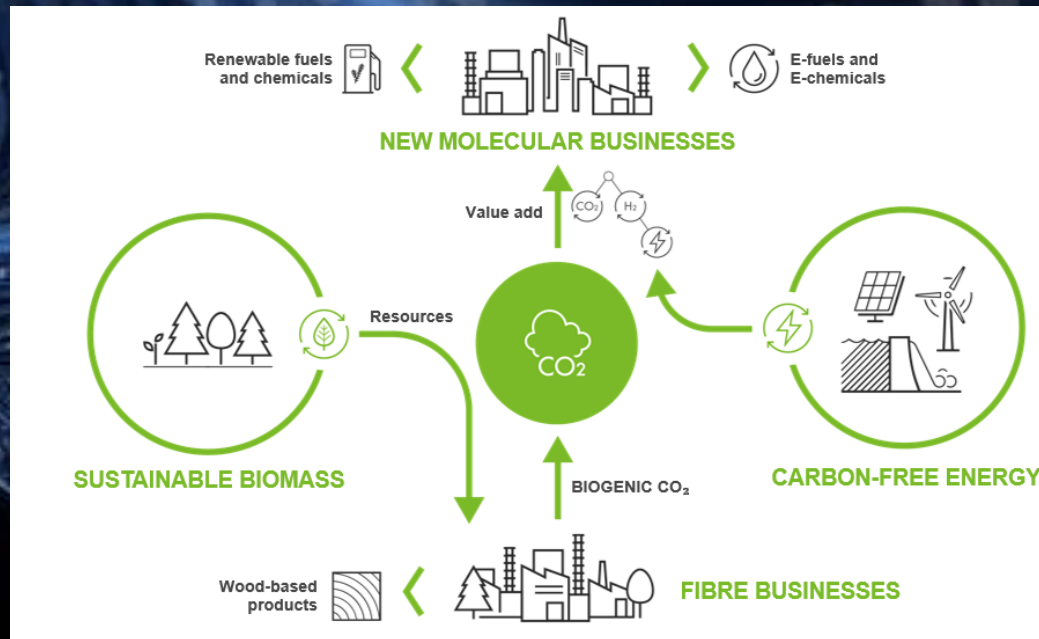 Renewable fuels
and chemicals
E-fuels and
E-chemicals
NEW MOLECULAR BUSINESSES
Value add
CO₂
H₂
Resources
CO₂
SUSTAINABLE BIOMASS
CARBON-FREE ENERGY
BIOGENIC CO₂
Wood-based
products
FIBRE BUSINESSES